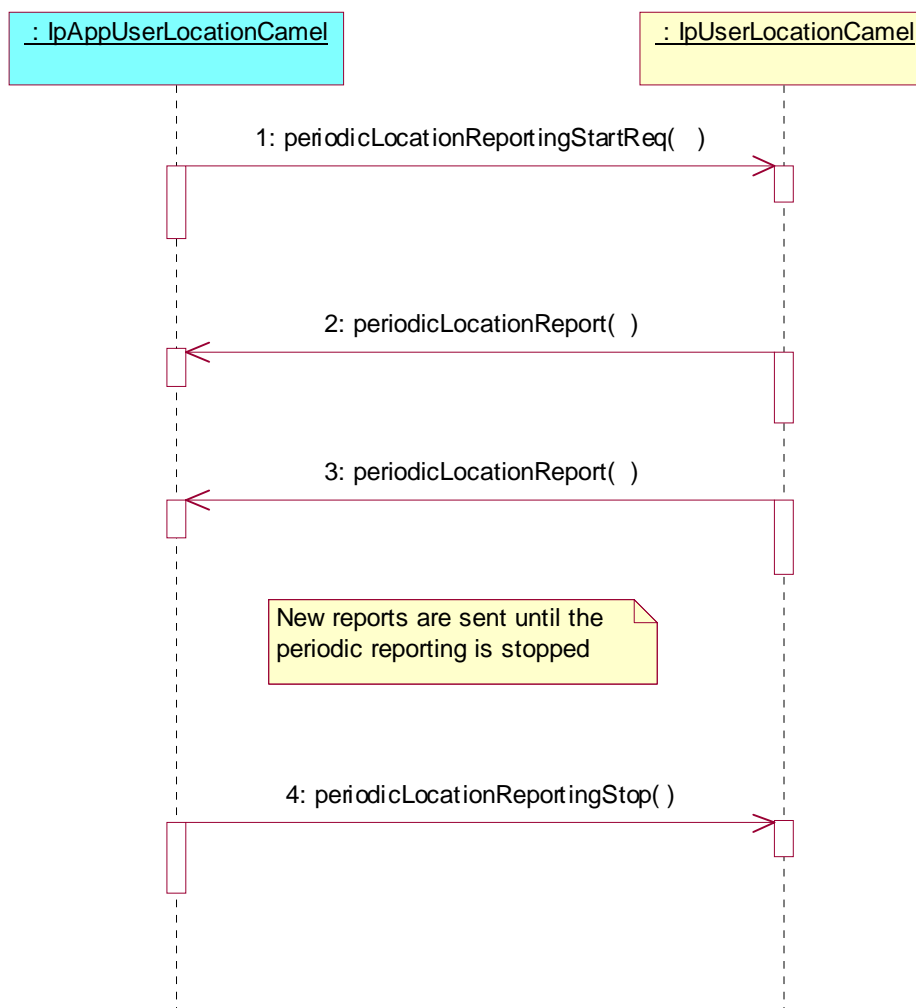 : IpAppUserLocationCamel
: IpUserLocationCamel
1: periodicLocationReportingStartReq( )
2: periodicLocationReport( )
3: periodicLocationReport( )
New reports are sent until the
periodic reporting is stopped
4: periodicLocationReportingStop( )